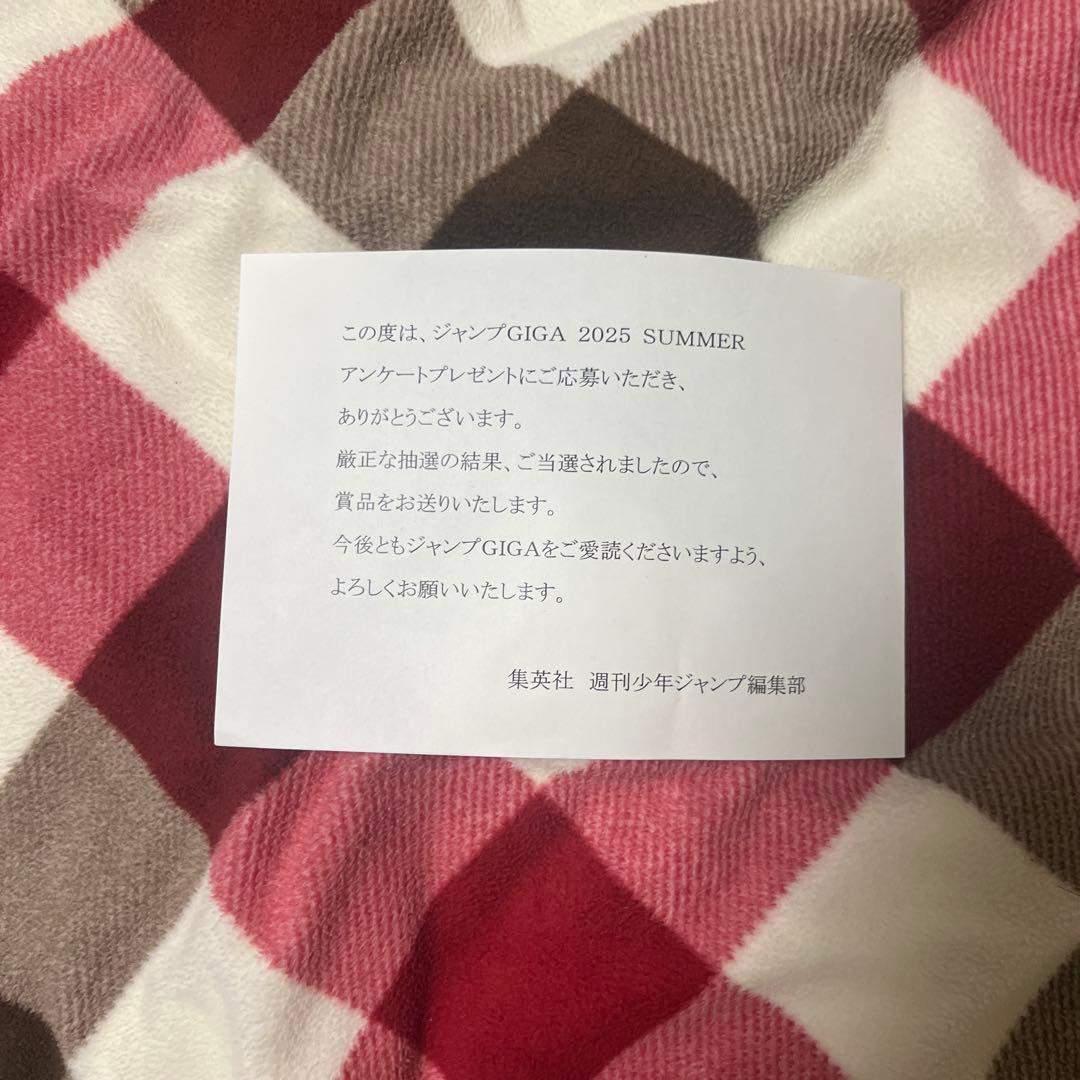 この度は、ジャンプGIGA 2025 SUMMER
アンケートプレゼントにご応募いただき、
ありがとうございます。
厳正な抽選の結果、ご当選されましたので、
賞品をお送りいたします。
今後ともジャンプGIGAをご愛読くださいますよう、
よろしくお願いいたします。
集英社 週刊少年ジャンプ編集部